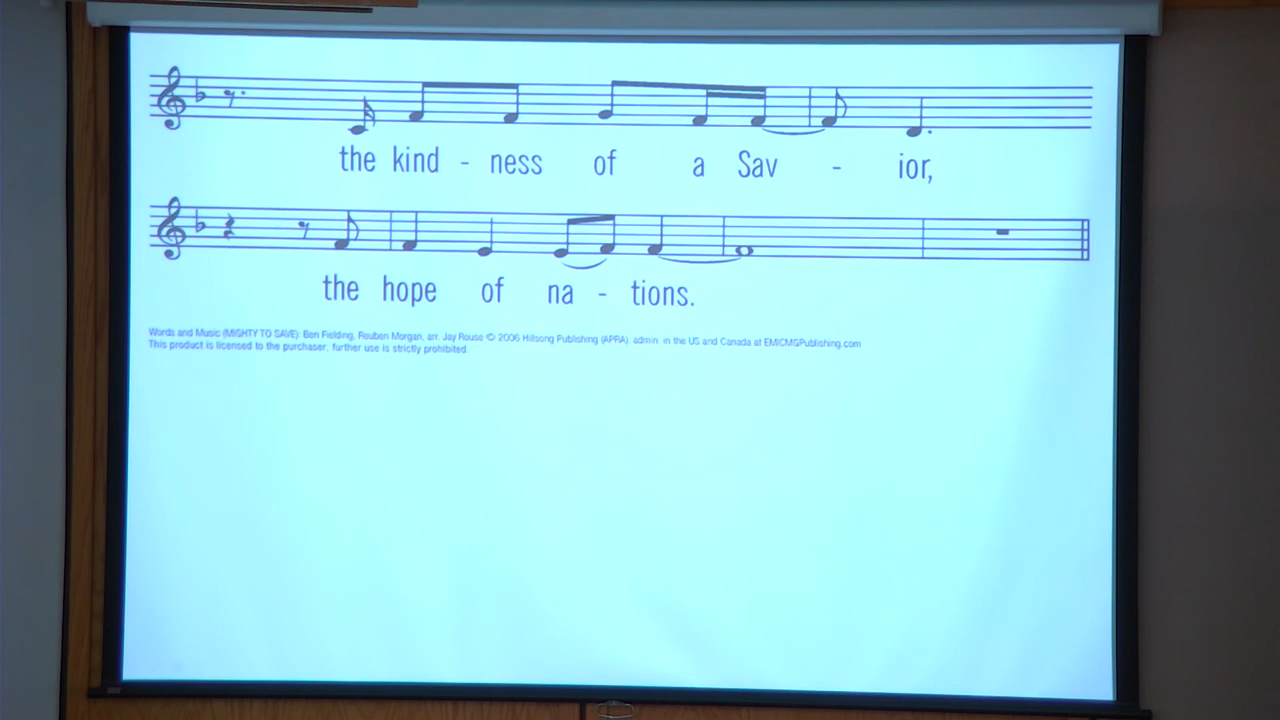 the kind - ness of a Sav - ior,
the hope of na - tions.
Words and Music (MIGHTY TO SAVE): Ben Fielding, Reuben Morgan, arr. Jay Rouse © 2006 Hillsong Publishing (APRA), admin. in the US and Canada at EMICMGPublishing.com
This product is licensed to the purchaser; further use is strictly prohibited.